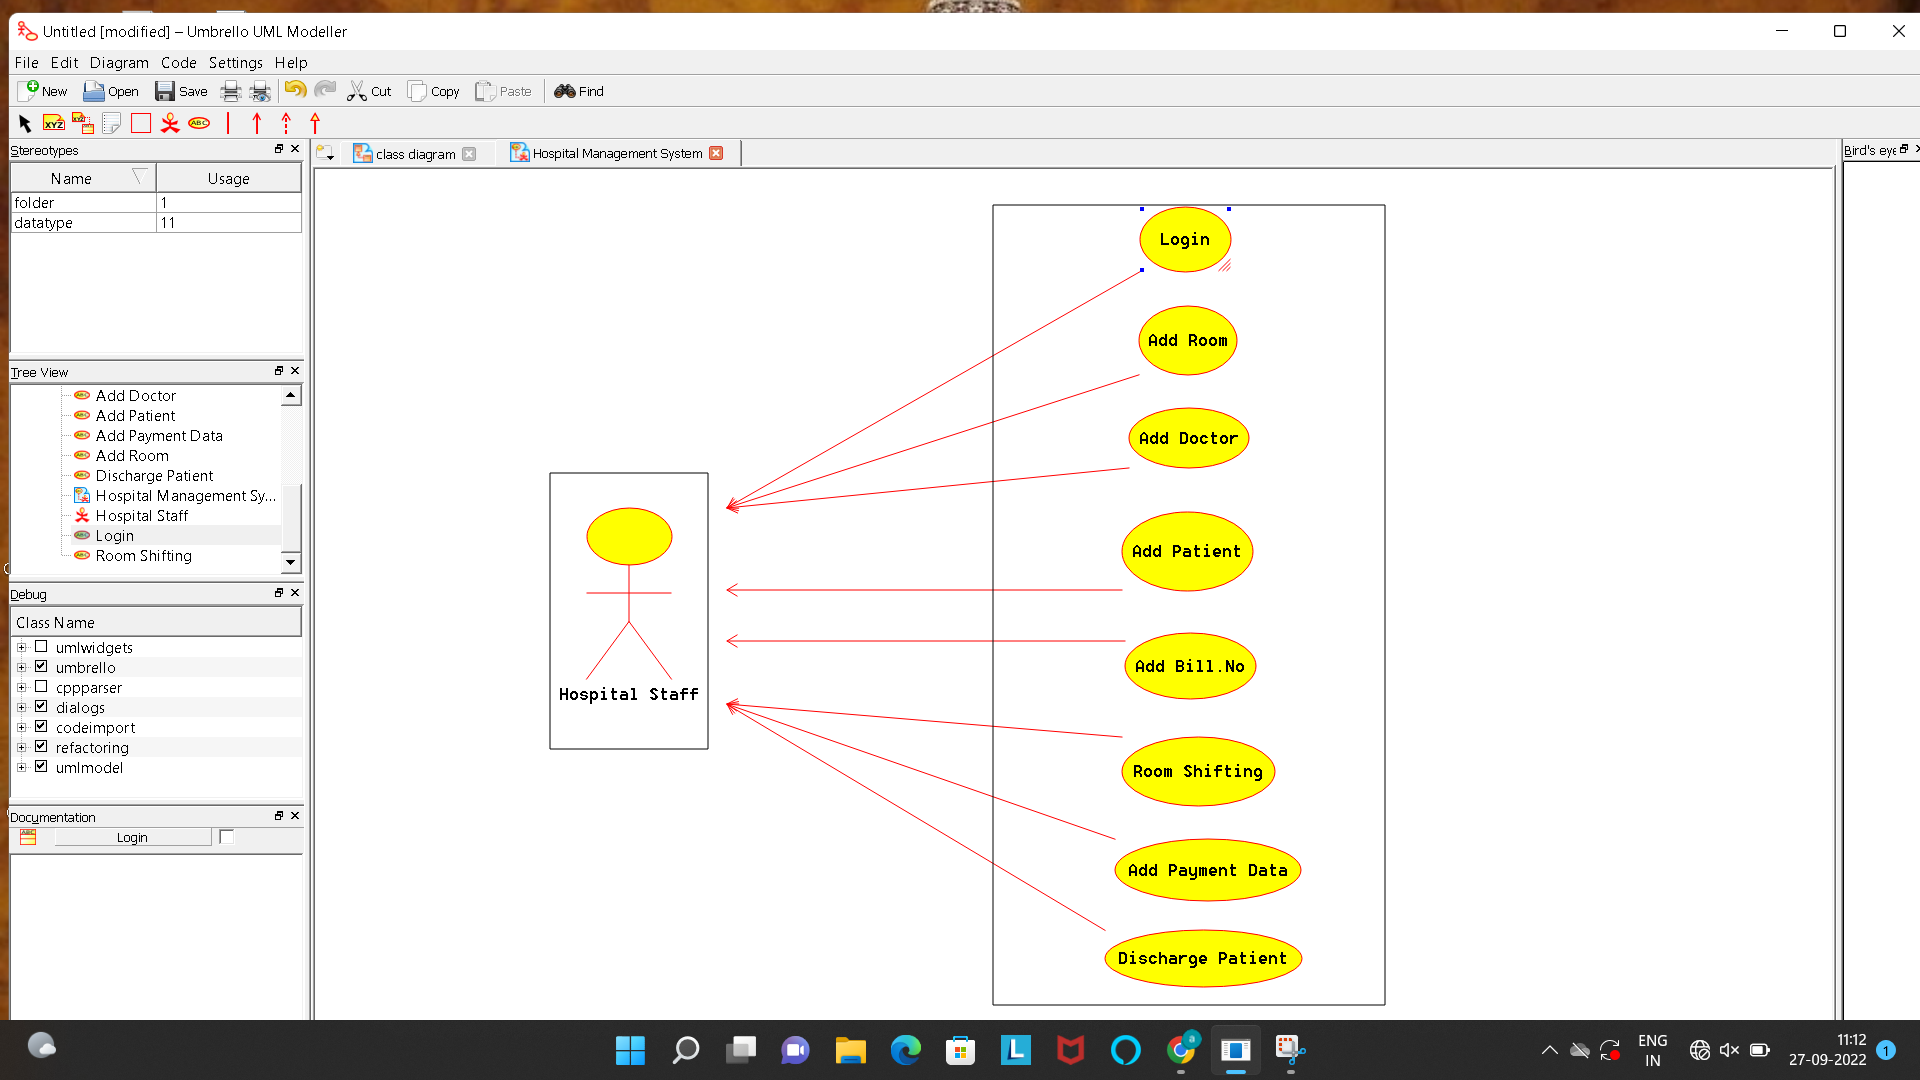 Untitled [modified] – Umbrello UML Modeller
File Edit Diagram Code Settings Help
New Open Save Cut Copy Paste Find
XYZ ABC
Stereotypes
Name Usage
folder 1
datatype 11
Tree View
Add Doctor
Add Patient
Add Payment Data
Add Room
Discharge Patient
Hospital Management Sy...
Hospital Staff
Login
Room Shifting
Debug
Class Name
umlwidgets
umbrello
cppparser
dialogs
codeimport
refactoring
umlmodel
Documentation
Login
class diagram
Hospital Management System
Bird's eye
Login
Add Room
Add Doctor
Add Patient
Add Bill.No
Room Shifting
Add Payment Data
Discharge Patient
Hospital Staff
L
a
ENG
IN
11:12
27-09-2022
1